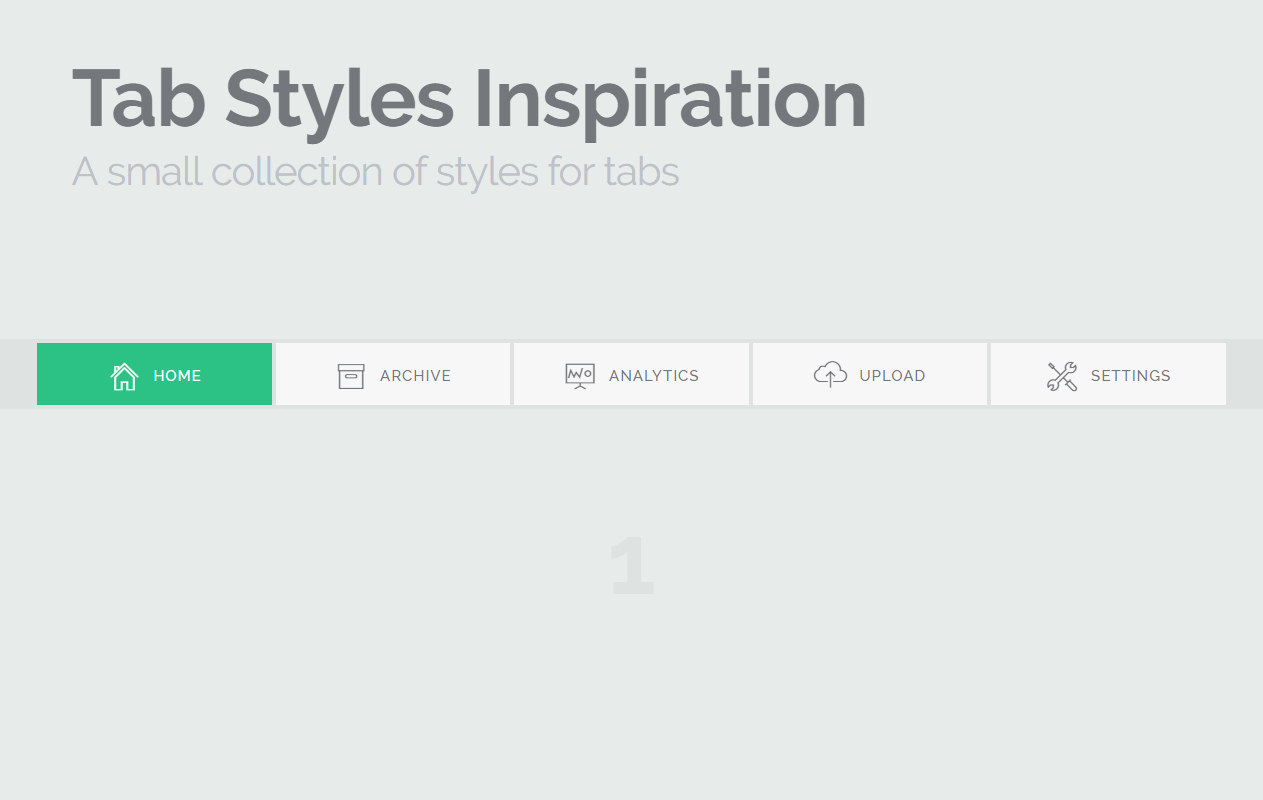 Tab Styles Inspiration
A small collection of styles for tabs
HOME ARCHIVE ANALYTICS UPLOAD SETTINGS
1